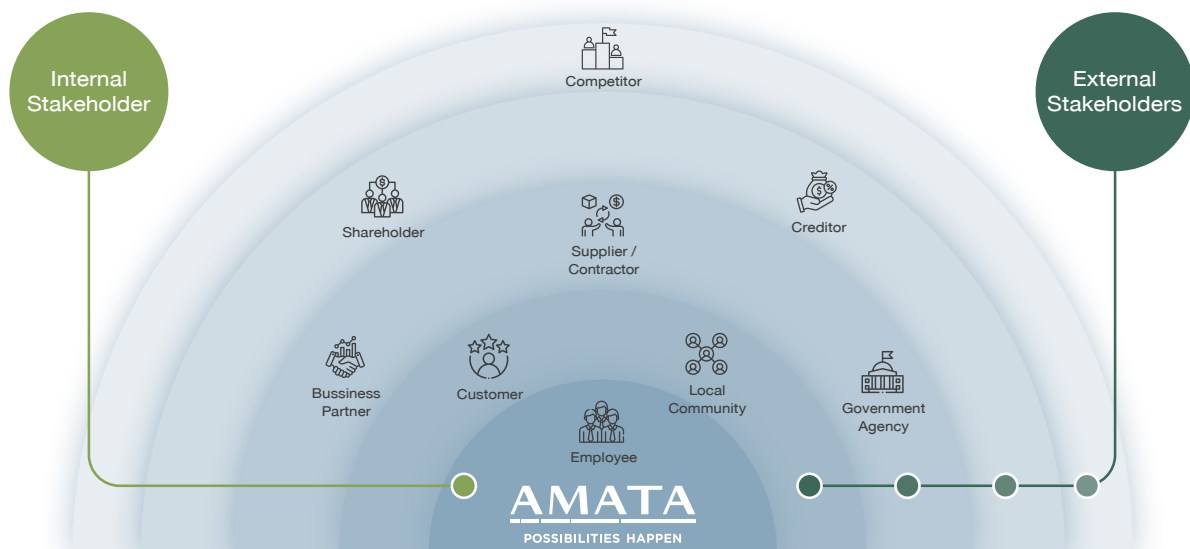 Internal
Stakeholder
External
Stakeholders
Competitor
Shareholder
Creditor
Supplier /
Contractor
Bussiness
Partner
Customer
Local
Community
Government
Agency
Employee
AMATA
POSSIBILITIES HAPPEN